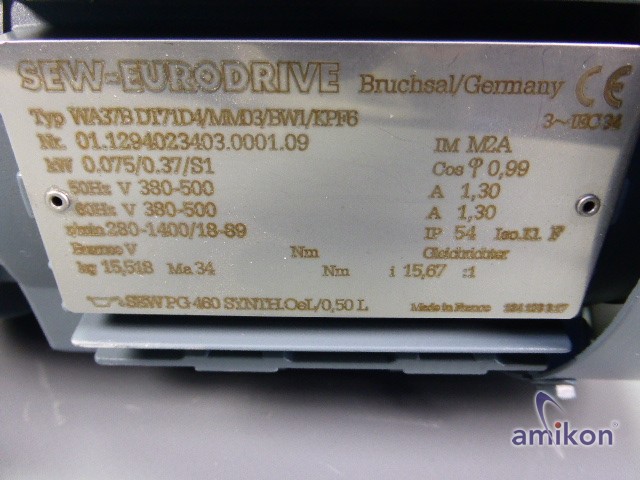 SEW-EURODRIVE Bruchsal/Germany CE
Typ WA37B DT71D4/MM03/BW1/KPF6 3~IEC 34
Nr. 01.1294023403.0001.09 IM M2A
kW 0.075/0.37/S1 Cos φ 0,99
50Hz V 380-500 A 1,30
60Hz V 380-500 A 1,30
r/min 280-1400/18-89 IP 54 Iso.Kl. F
Bremse V Nm Gleichrichter
kg 15,518 Ma 34 Nm i 15,67 :1
SEW PG 460 SYNTH.Oel/0,50 L Made in France
amikon